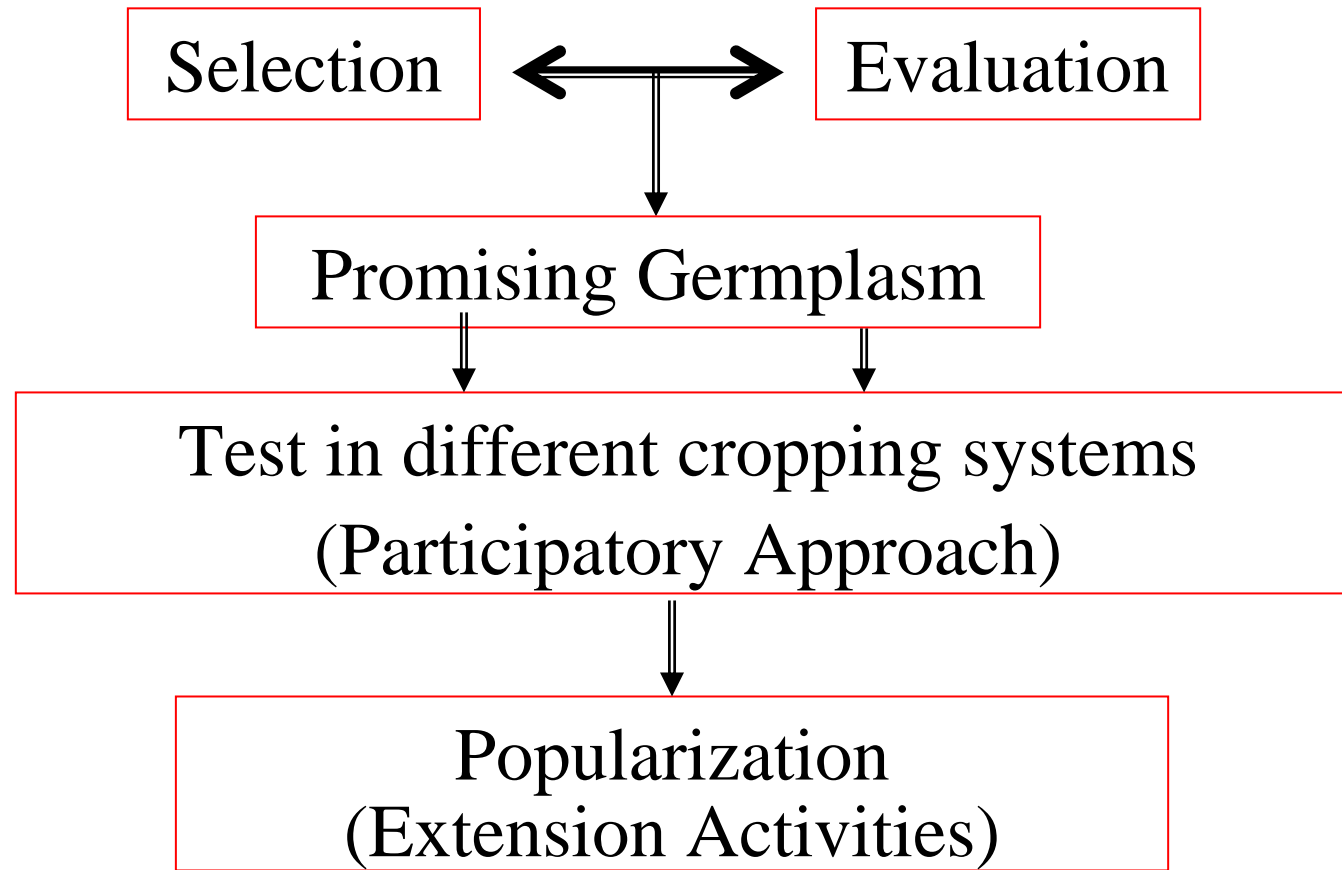 Selection
Evaluation
Promising Germplasm
Test in different cropping systems
(Participatory Approach)
Popularization
(Extension Activities)